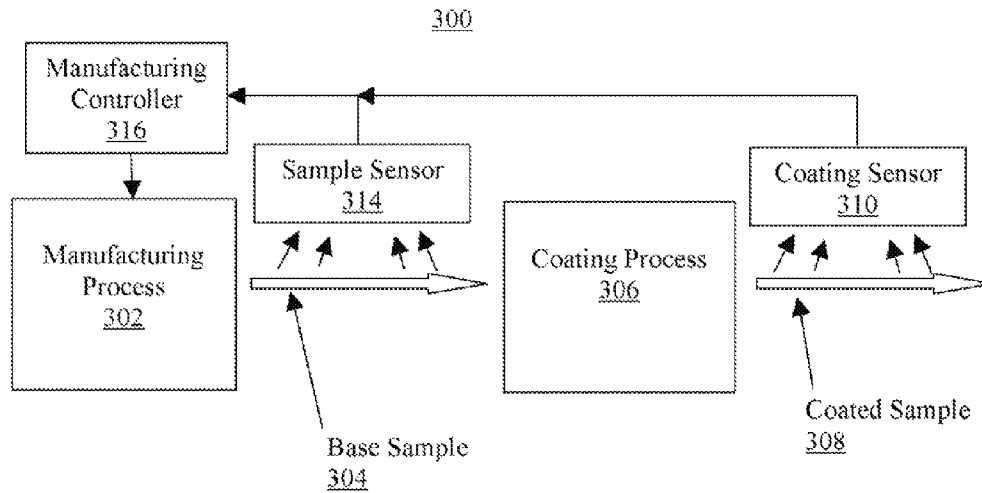 300
Manufacturing
Controller
316
Sample Sensor
314
Coating Sensor
310
Manufacturing
Process
302
Coating Process
306
Base Sample
304
Coated Sample
308